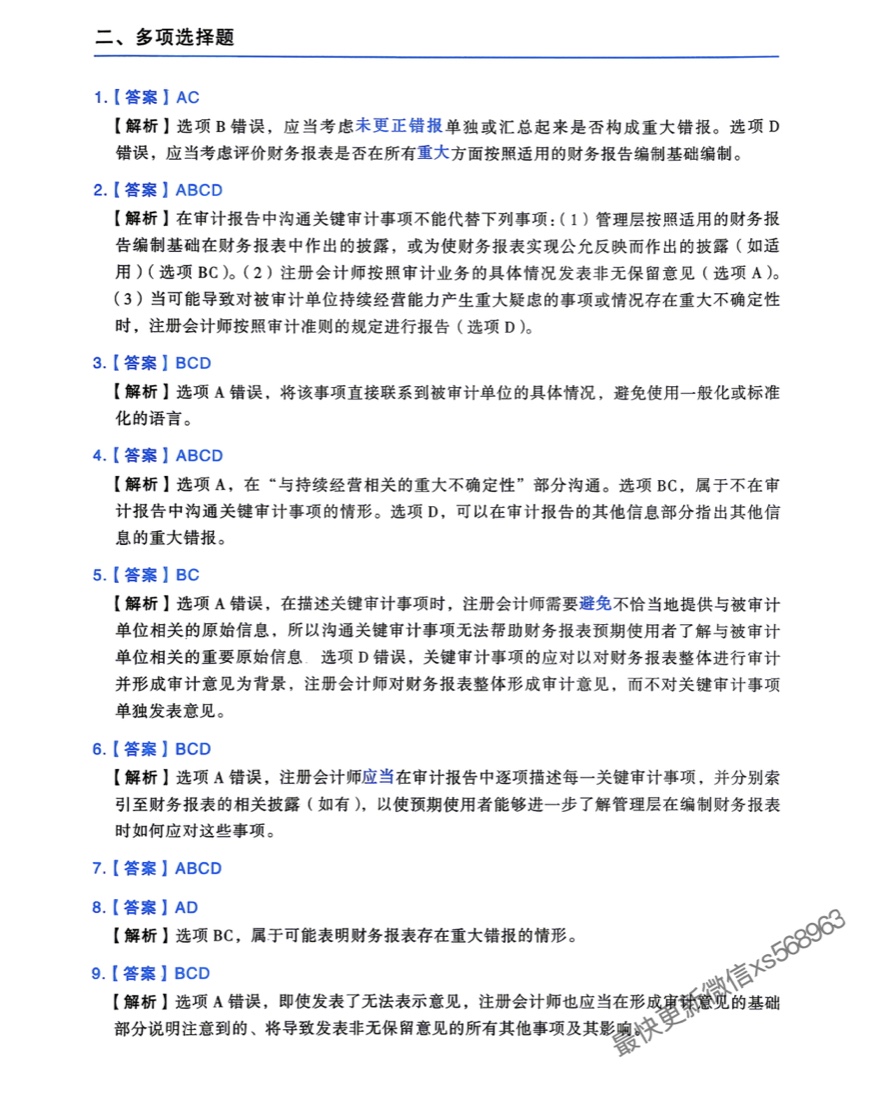 二、多项选择题
1.【答案】AC
【解析】选项 B 错误，应当考虑未更正错报单独或汇总起来是否构成重大错报。选项 D
错误，应当考虑评价财务报表是否在所有重大方面按照适用的财务报告编制基础编制。
2.【答案】ABCD
【解析】在审计报告中沟通关键审计事项不能代替下列事项：（1）管理层按照适用的财务报
告编制基础在财务报表中作出的披露，或为使财务报表实现公允反映而作出的披露（如适
用）（选项 BC）。（2）注册会计师按照审计业务的具体情况发表非无保留意见（选项 A）。
（3）当可能导致对被审计单位持续经营能力产生重大疑虑的事项或情况存在重大不确定性
时，注册会计师按照审计准则的规定进行报告（选项 D）。
3.【答案】BCD
【解析】选项 A 错误，将该事项直接联系到被审计单位的具体情况，避免使用一般化或标准
化的语言。
4.【答案】ABCD
【解析】选项 A，在“与持续经营相关的重大不确定性”部分沟通。选项 BC，属于不在审
计报告中沟通关键审计事项的情形。选项 D，可以在审计报告的其他信息部分指出其他信
息的重大错报。
5.【答案】BC
【解析】选项 A 错误，在描述关键审计事项时，注册会计师需要避免不恰当地提供与被审计
单位相关的原始信息，所以沟通关键审计事项无法帮助财务报表预期使用者了解与被审计
单位相关的重要原始信息 选项 D 错误，关键审计事项的应对以对财务报表整体进行审计
并形成审计意见为背景，注册会计师对财务报表整体形成审计意见，而不对关键审计事项
单独发表意见。
6.【答案】BCD
【解析】选项 A 错误，注册会计师应当在审计报告中逐项描述每一关键审计事项，并分别索
引至财务报表的相关披露（如有），以使预期使用者能够进一步了解管理层在编制财务报表
时如何应对这些事项。
7.【答案】ABCD
8.【答案】AD
【解析】选项 BC，属于可能表明财务报表存在重大错报的情形。
9.【答案】BCD
【解析】选项 A 错误，即使发表了无法表示意见，注册会计师也应当在形成审计意见的基础
部分说明注意到的、将导致发表非无保留意见的所有其他事项及其影响。
最快更新微信xs568963